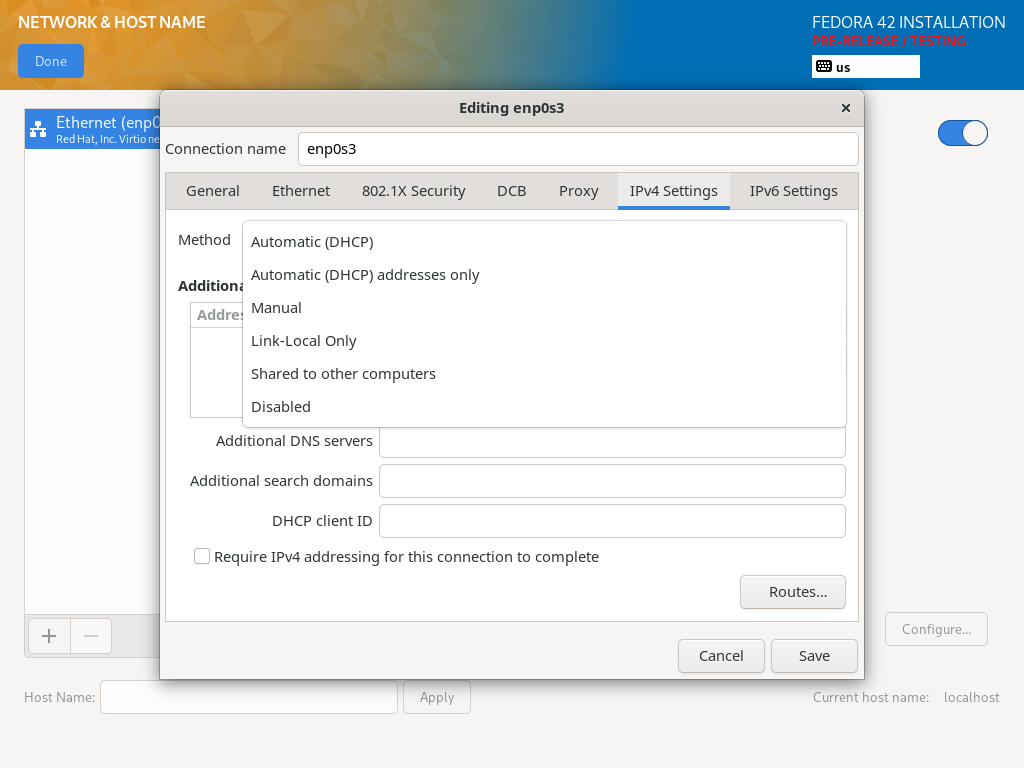 NETWORK & HOST NAME
FEDORA 42 INSTALLATION
PRE-RELEASE / TESTING
Done
us
Editing enp0s3
Ethernet (enp0
Red Hat, Inc. Virtio ne
Connection name
enp0s3
General
Ethernet
802.1X Security
DCB
Proxy
IPv4 Settings
IPv6 Settings
Method
Automatic (DHCP)
Automatic (DHCP) addresses only
Additiona
Manual
Addres
Link-Local Only
Shared to other computers
Disabled
Additional DNS servers
Additional search domains
DHCP client ID
Require IPv4 addressing for this connection to complete
Routes...
Configure...
Cancel
Save
Host Name:
Apply
Current host name:
localhost